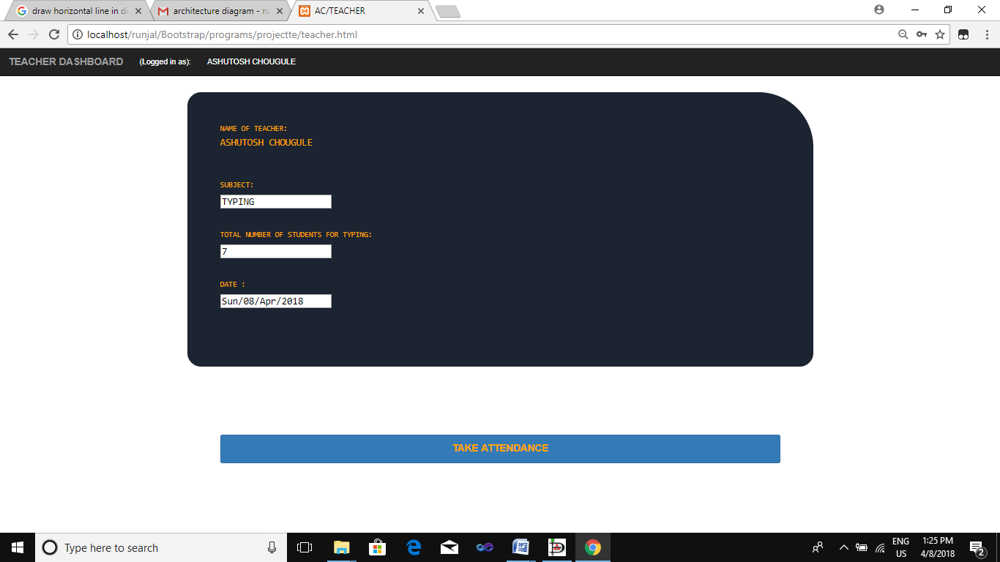 draw horizontal line in di
architecture diagram - ru
AC/TEACHER
localhost/runjal/Bootstrap/programs/projectte/teacher.html
TEACHER DASHBOARD (Logged in as): ASHUTOSH CHOUGULE
NAME OF TEACHER:
ASHUTOSH CHOUGULE
SUBJECT:
TYPING
TOTAL NUMBER OF STUDENTS FOR TYPING:
7
DATE :
Sun/08/Apr/2018
TAKE ATTENDANCE
Type here to search
ENG
US
1:25 PM
4/8/2018
2